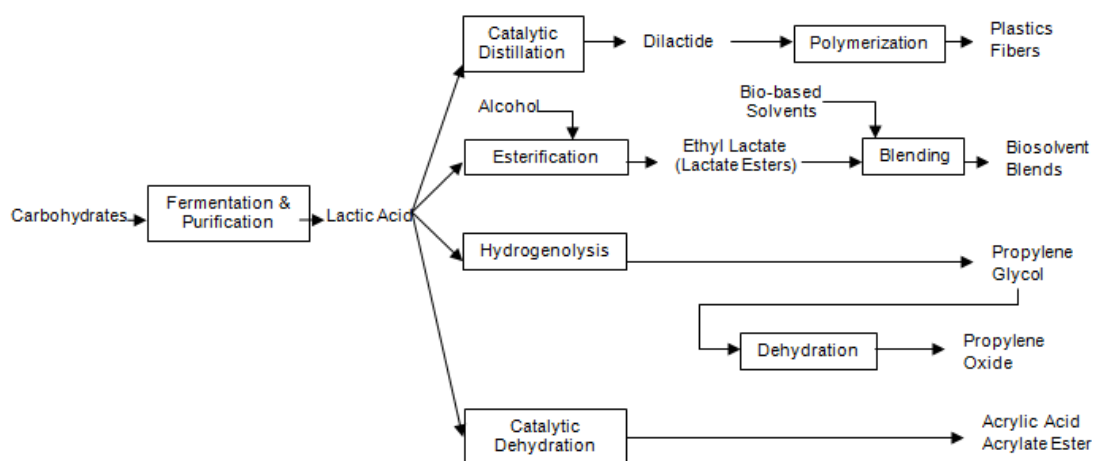 Catalytic
Distillation
Dilactide
Polymerization
Plastics
Fibers
Alcohol
Bio-based
Solvents
Esterification
Ethyl Lactate
(Lactate Esters)
Blending
Biosolvent
Blends
Carbohydrates
Fermentation &
Purification
Lactic Acid
Hydrogenolysis
Propylene
Glycol
Dehydration
Propylene
Oxide
Catalytic
Dehydration
Acrylic Acid
Acrylate Ester